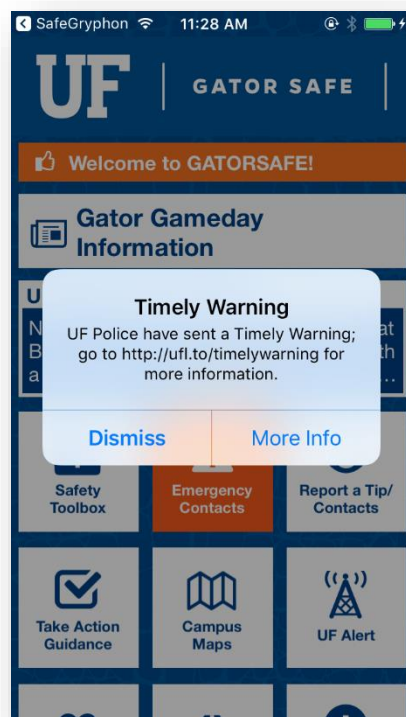 SafeGryphon 11:28 AM
UF GATOR SAFE
Welcome to GATORSAFE!
Gator Gameday
Information
U
Timely Warning
N at
UF Police have sent a Timely Warning;
B th
go to http://ufl.to/timelywarning for
a ...
more information.
Dismiss More Info
Safety
Toolbox
Emergency
Contacts
Report a Tip/
Contacts
Take Action
Guidance
Campus
Maps
UF Alert